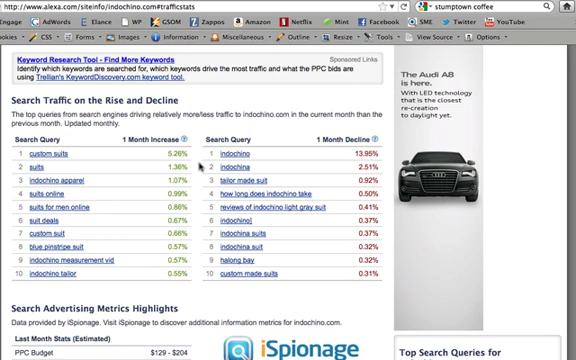 http://www.alexa.com/siteinfo/indochino.com#trafficstats
stumptown coffee
Engage
AdWords
Elance
WP
GSOM
Zappos
Amazon
Netflix
Mint
Facebook
Twitter
YouTube
Cookies
CSS
Forms
Images
Information
Miscellaneous
Outline
Resize
Tools
View Source
Options
Keyword Research Tool - Find More Keywords
Sponsored Links
Identify which keywords are searched for, which keywords drive the most traffic and what the PPC bids are
using Trellian's KeywordDiscovery.com keyword tool.
Search Traffic on the Rise and Decline
The top queries from search engines driving relatively more/less traffic to indochino.com in the current month than the
previous month. Updated monthly.
Search Query 1 Month Increase
1 custom suits 5.26%
2 suits 1.36%
3 indochino apparel 1.07%
4 suits online 0.99%
5 suits for men online 0.86%
6 suit deals 0.67%
7 custom suit 0.66%
8 blue pinstripe suit 0.57%
9 indochino measurement vid 0.57%
10 indochino tailor 0.55%
Search Query 1 Month Decline
1 indochino 13.95%
2 indochina 2.51%
3 tailor made suit 0.92%
4 how long does indochino take 0.50%
5 reviews of indochino light gray suit 0.41%
6 indochino] 0.37%
7 indochina suits 0.37%
8 indochina suit 0.32%
9 halong bay 0.32%
10 custom made suits 0.31%
The Audi A8
is here.
With LED technology
that is the closest
re-creation
to daylight yet.
Search Advertising Metrics Highlights
Data provided by iSpionage. Visit iSpionage to discover additional information metrics for indochino.com.
Last Month Stats (Estimated)
PPC Budget $129 - $204
iSpionage
Top Search Queries for